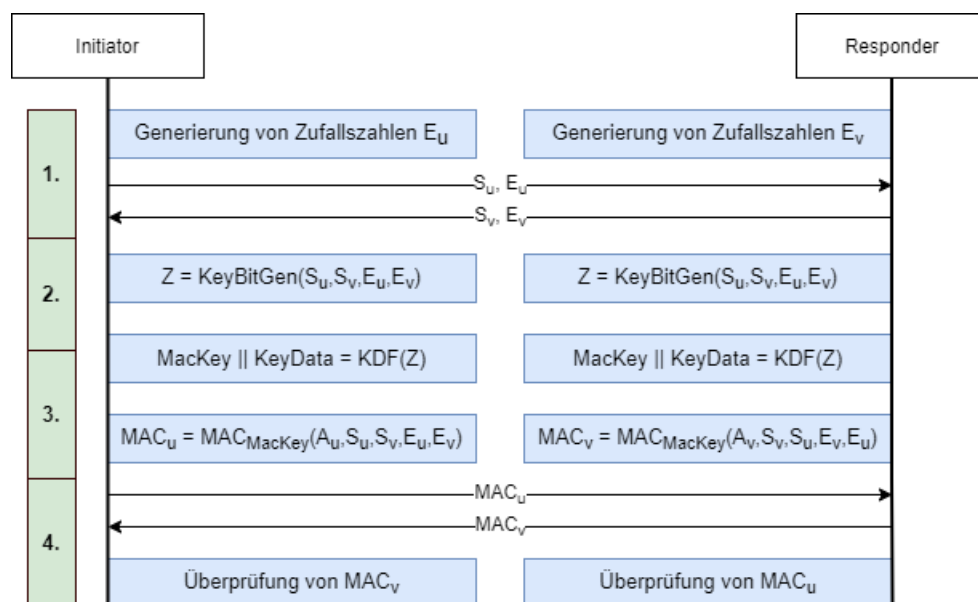 Initiator
Responder
1.
Generierung von Zufallszahlen Eu
Generierung von Zufallszahlen Ev
Su, Eu
Sv, Ev
2.
Z = KeyBitGen(Su,Sv,Eu,Ev)
Z = KeyBitGen(Su,Sv,Eu,Ev)
3.
MacKey || KeyData = KDF(Z)
MacKey || KeyData = KDF(Z)
MACu = MACMacKey(Au,Su,Sv,Eu,Ev)
MACv = MACMacKey(Av,Sv,Su,Ev,Eu)
4.
MACu
MACv
Überprüfung von MACv
Überprüfung von MACu